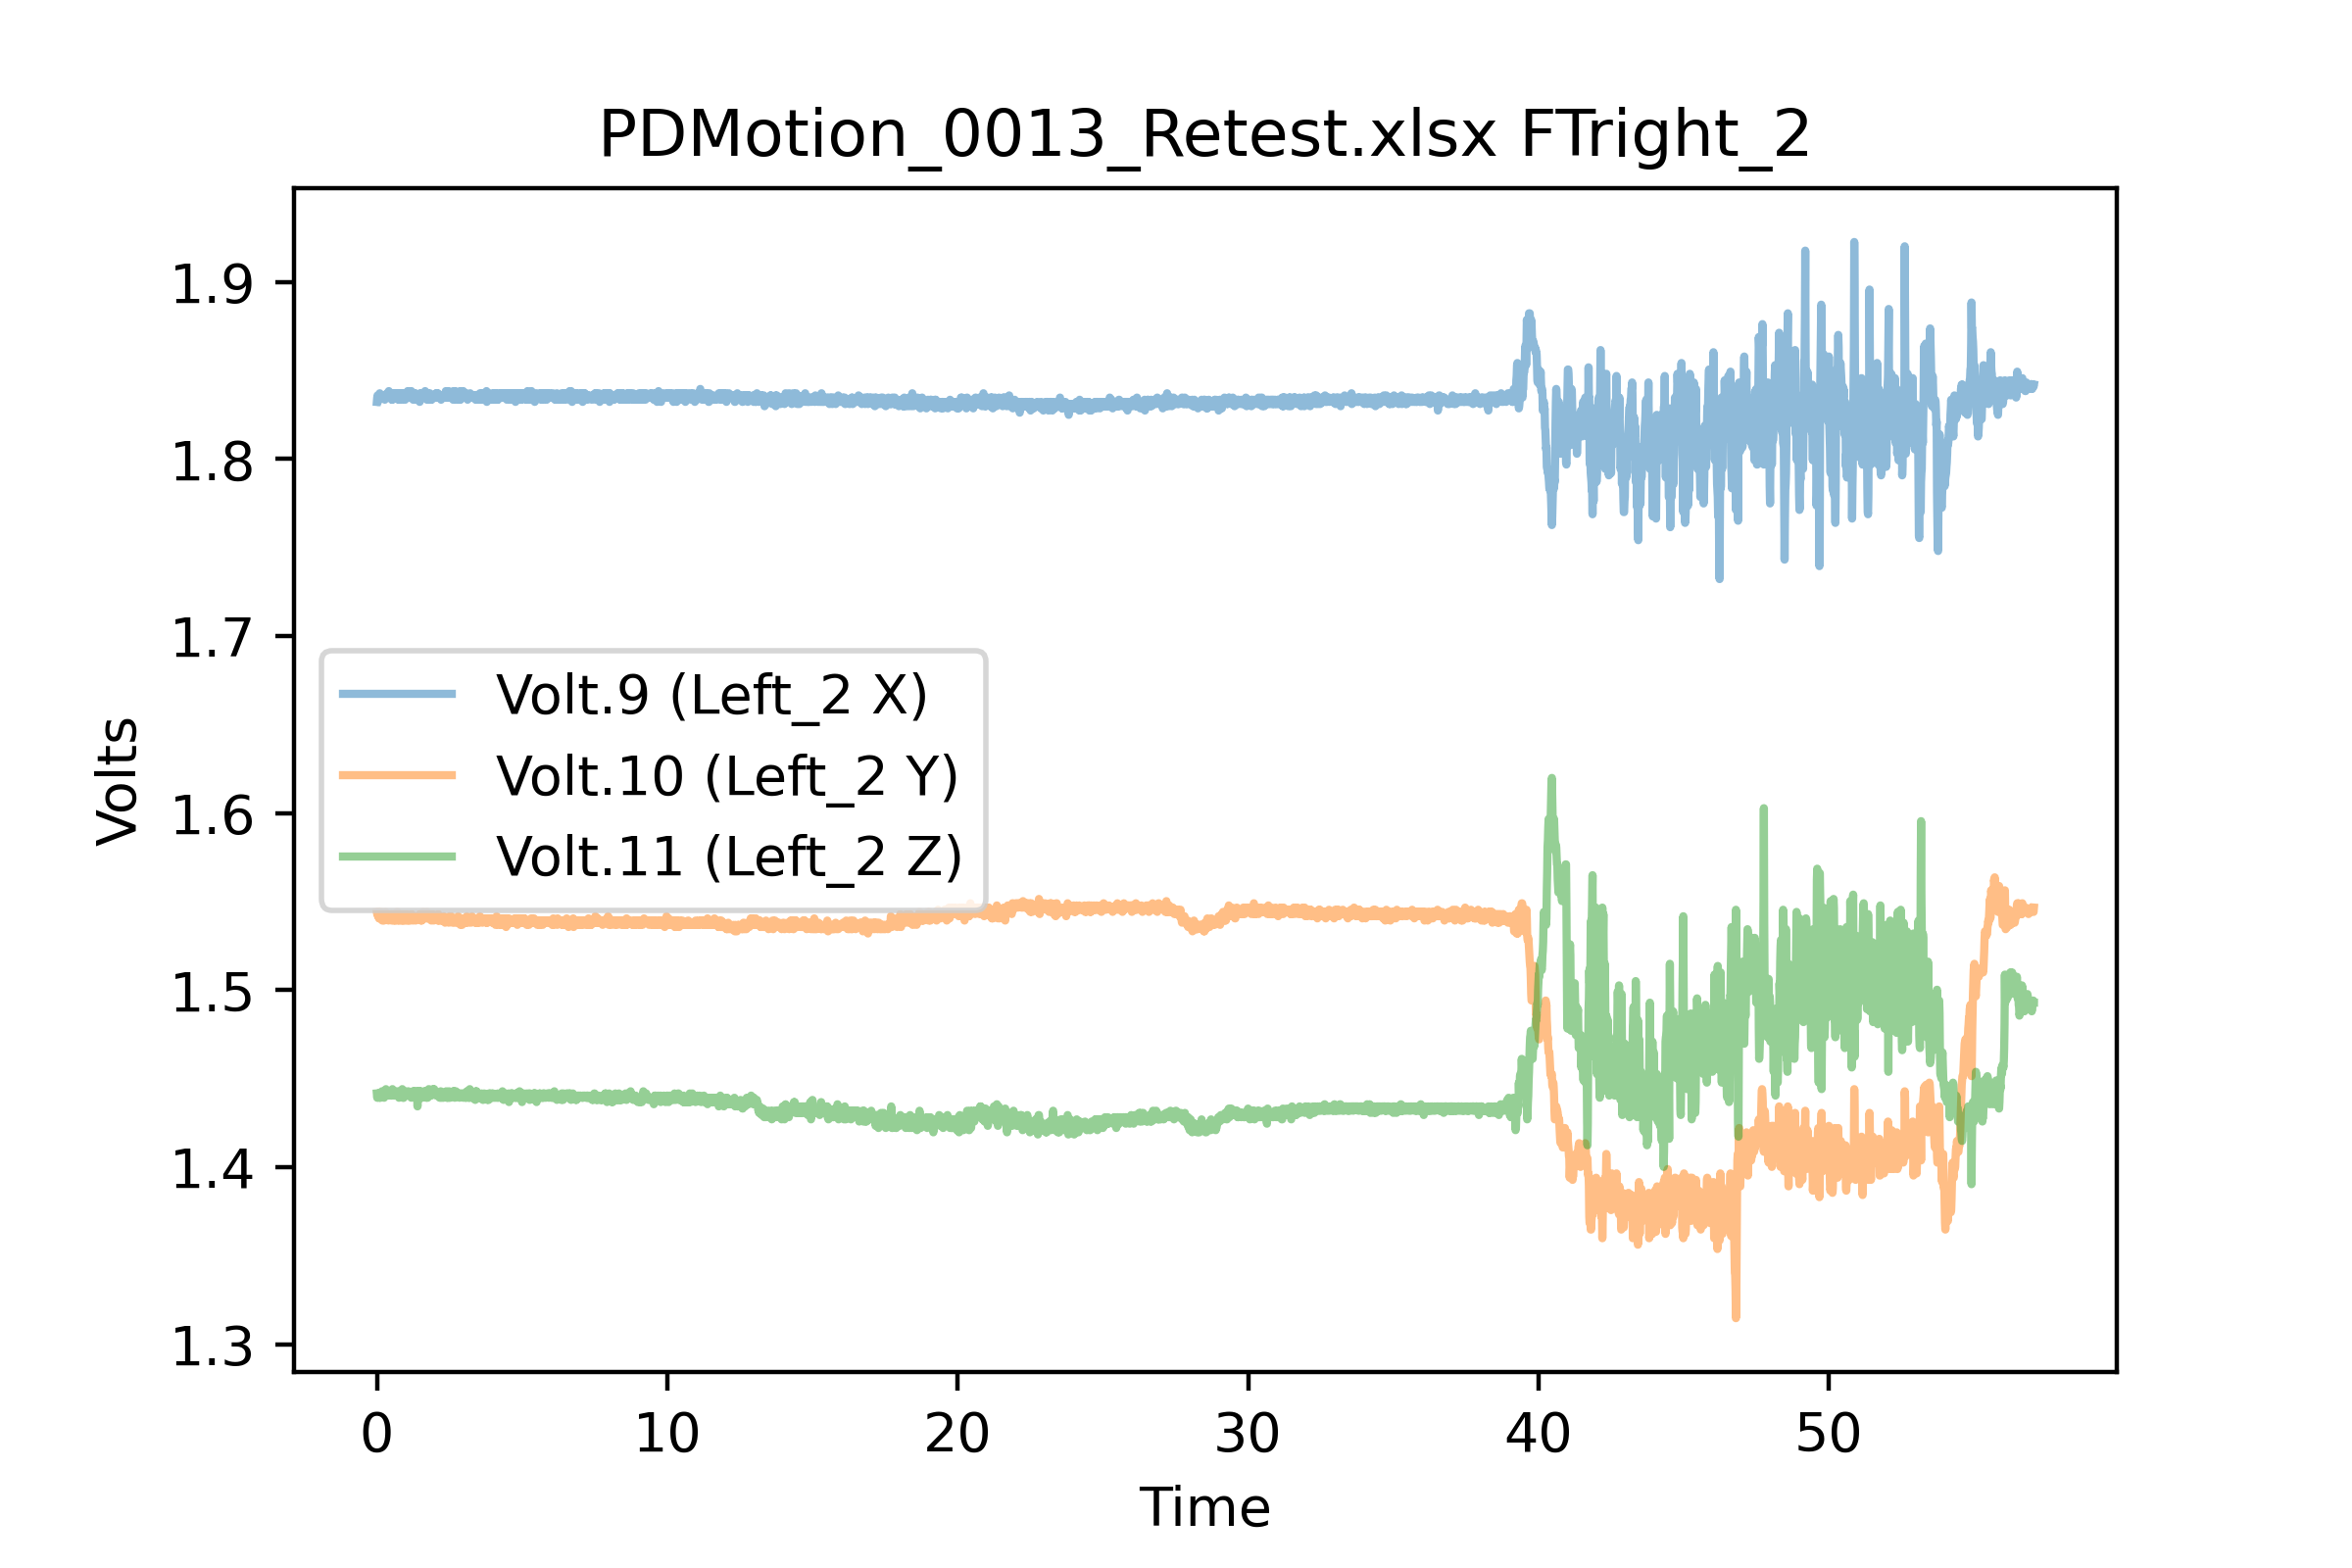 PDMotion_0013_Retest.xlsx FTright_2
1.9
1.8
1.7
1.6
1.5
1.4
1.3
Volts
Volt.9 (Left_2 X)
Volt.10 (Left_2 Y)
Volt.11 (Left_2 Z)
0 10 20 30 40 50
Time